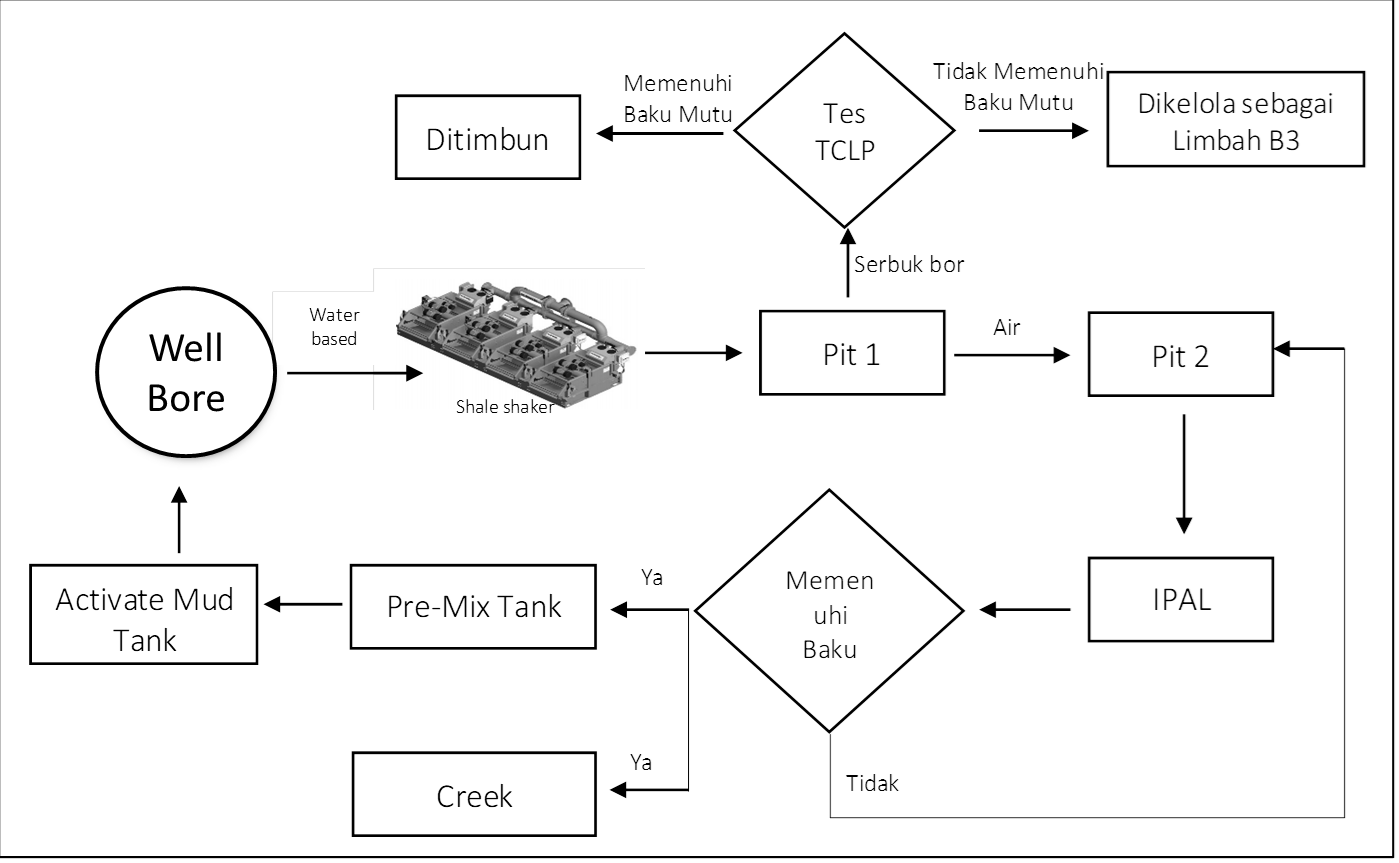 Memenuhi
Baku Mutu
Tidak Memenuhi
Baku Mutu
Ditimbun
Tes
TCLP
Dikelola sebagai
Limbah B3
Serbuk bor
Well
Bore
Water
based
Shale shaker
Pit 1
Air
Pit 2
Activate Mud
Tank
Pre-Mix Tank
Ya
Memen
uhi
Baku
IPAL
Creek
Ya
Tidak